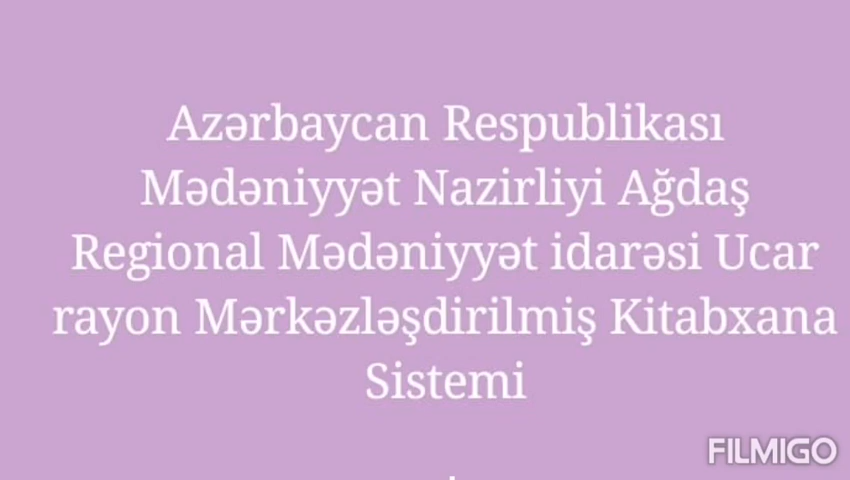 Azərbaycan Respublikası
Mədəniyyət Nazirliyi Ağdaş
Regional Mədəniyyət idarəsi Ucar
rayon Mərkəzləşdirilmiş Kitabxana
Sistemi
FILMIGO